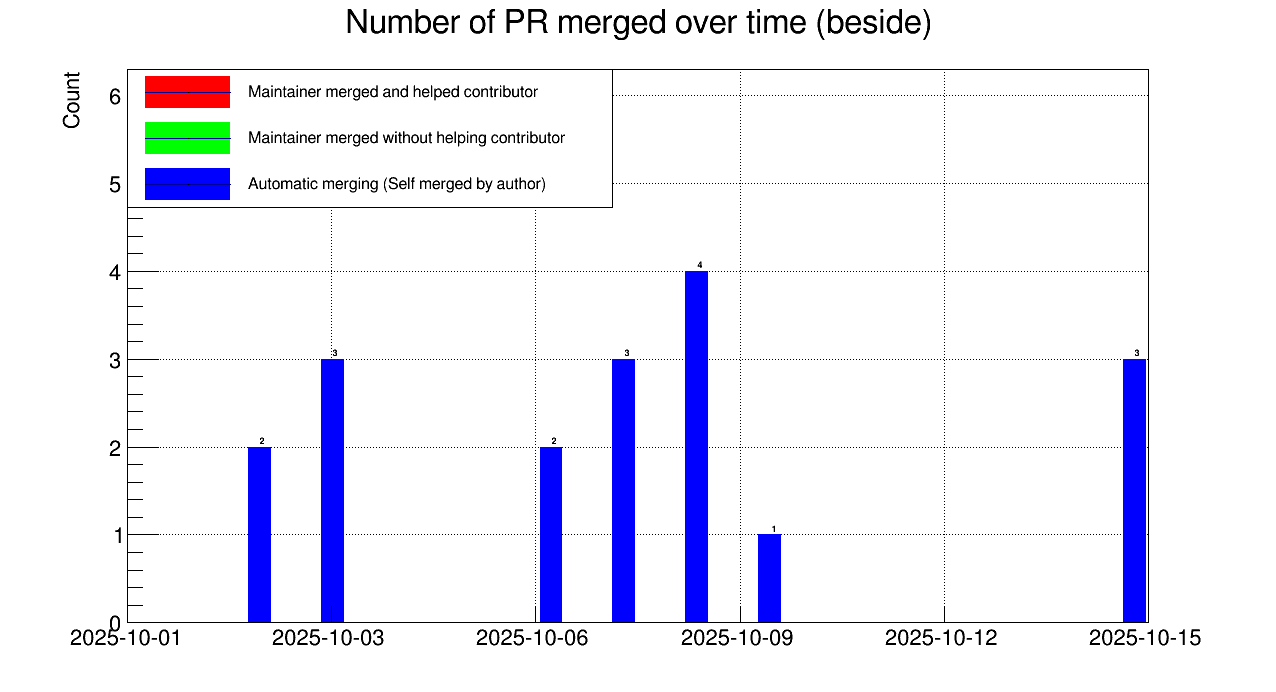 Number of PR merged over time (beside)
Count
Maintainer merged and helped contributor
Maintainer merged without helping contributor
Automatic merging (Self merged by author)
6
5
4
3
2
1
0
2
3
2
3
4
1
3
2025-10-01 2025-10-03 2025-10-06 2025-10-09 2025-10-12 2025-10-15